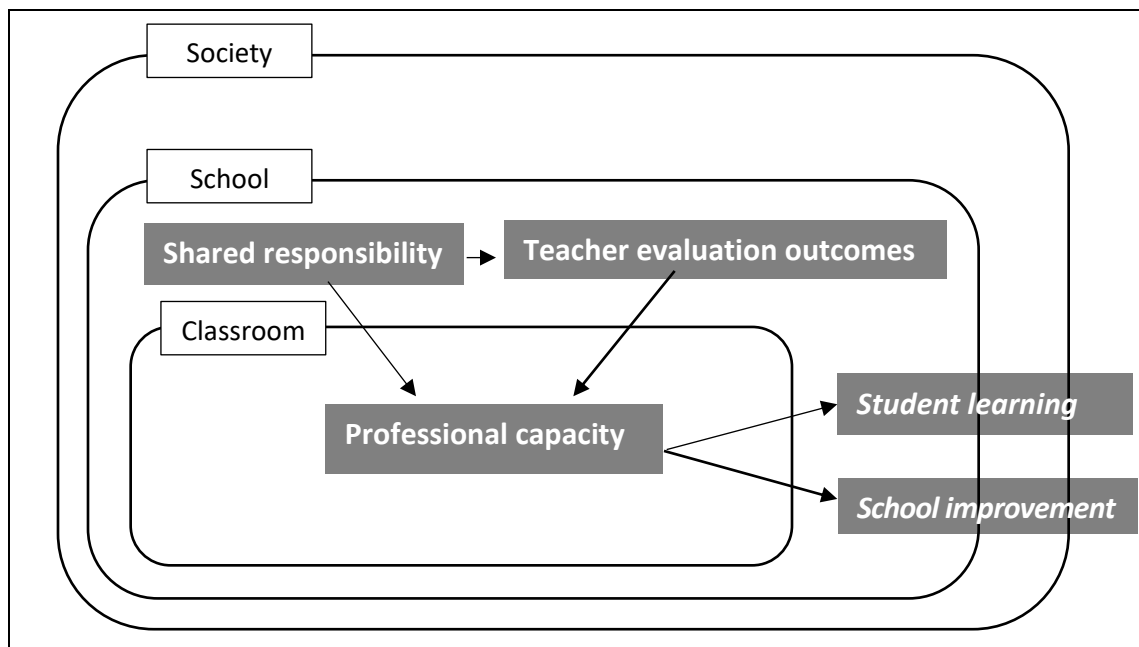 Society
School
Shared responsibility
Teacher evaluation outcomes
Classroom
Professional capacity
Student learning
School improvement